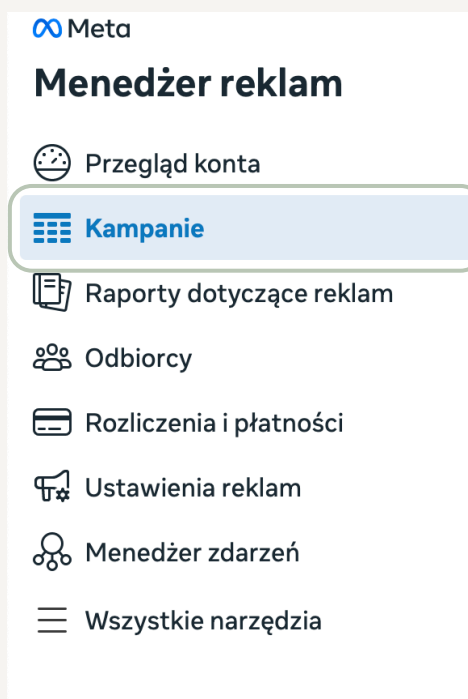 Meta
Menedżer reklam
Przegląd konta
Kampanie
Raporty dotyczące reklam
Odbiorcy
Rozliczenia i płatności
Ustawienia reklam
Menedżer zdarzeń
Wszystkie narzędzia